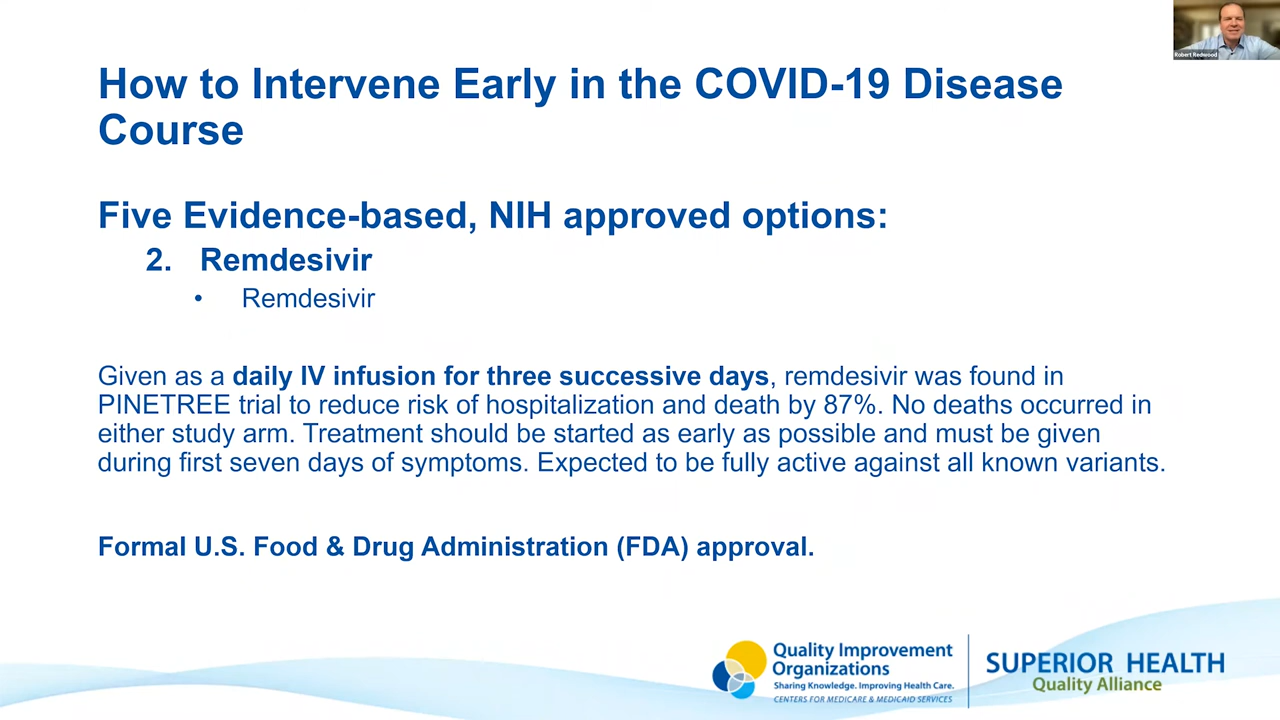 Robert Redwood
How to Intervene Early in the COVID-19 Disease
Course
Five Evidence-based, NIH approved options:
2. Remdesivir
• Remdesivir
Given as a daily IV infusion for three successive days, remdesivir was found in
PINETREE trial to reduce risk of hospitalization and death by 87%. No deaths occurred in
either study arm. Treatment should be started as early as possible and must be given
during first seven days of symptoms. Expected to be fully active against all known variants.
Formal U.S. Food & Drug Administration (FDA) approval.
Quality Improvement
Organizations
Sharing Knowledge. Improving Health Care.
CENTERS FOR MEDICARE & MEDICAID SERVICES
SUPERIOR HEALTH
Quality Alliance